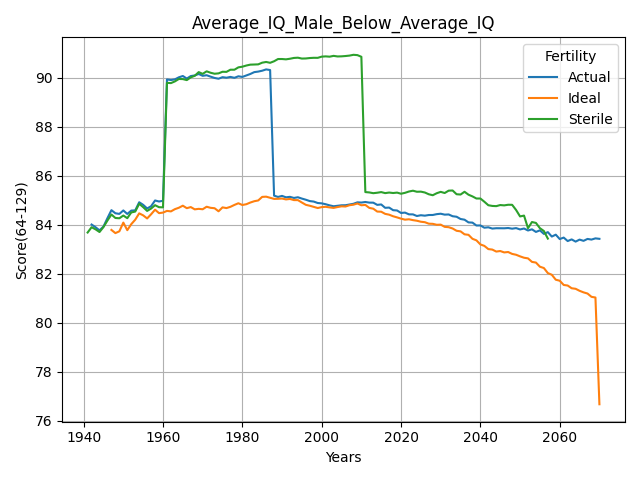 Average_IQ_Male_Below_Average_IQ
Fertility
Actual
Ideal
Sterile
Score(64-129)
90
88
86
84
82
80
78
76
1940 1960 1980 2000 2020 2040 2060
Years